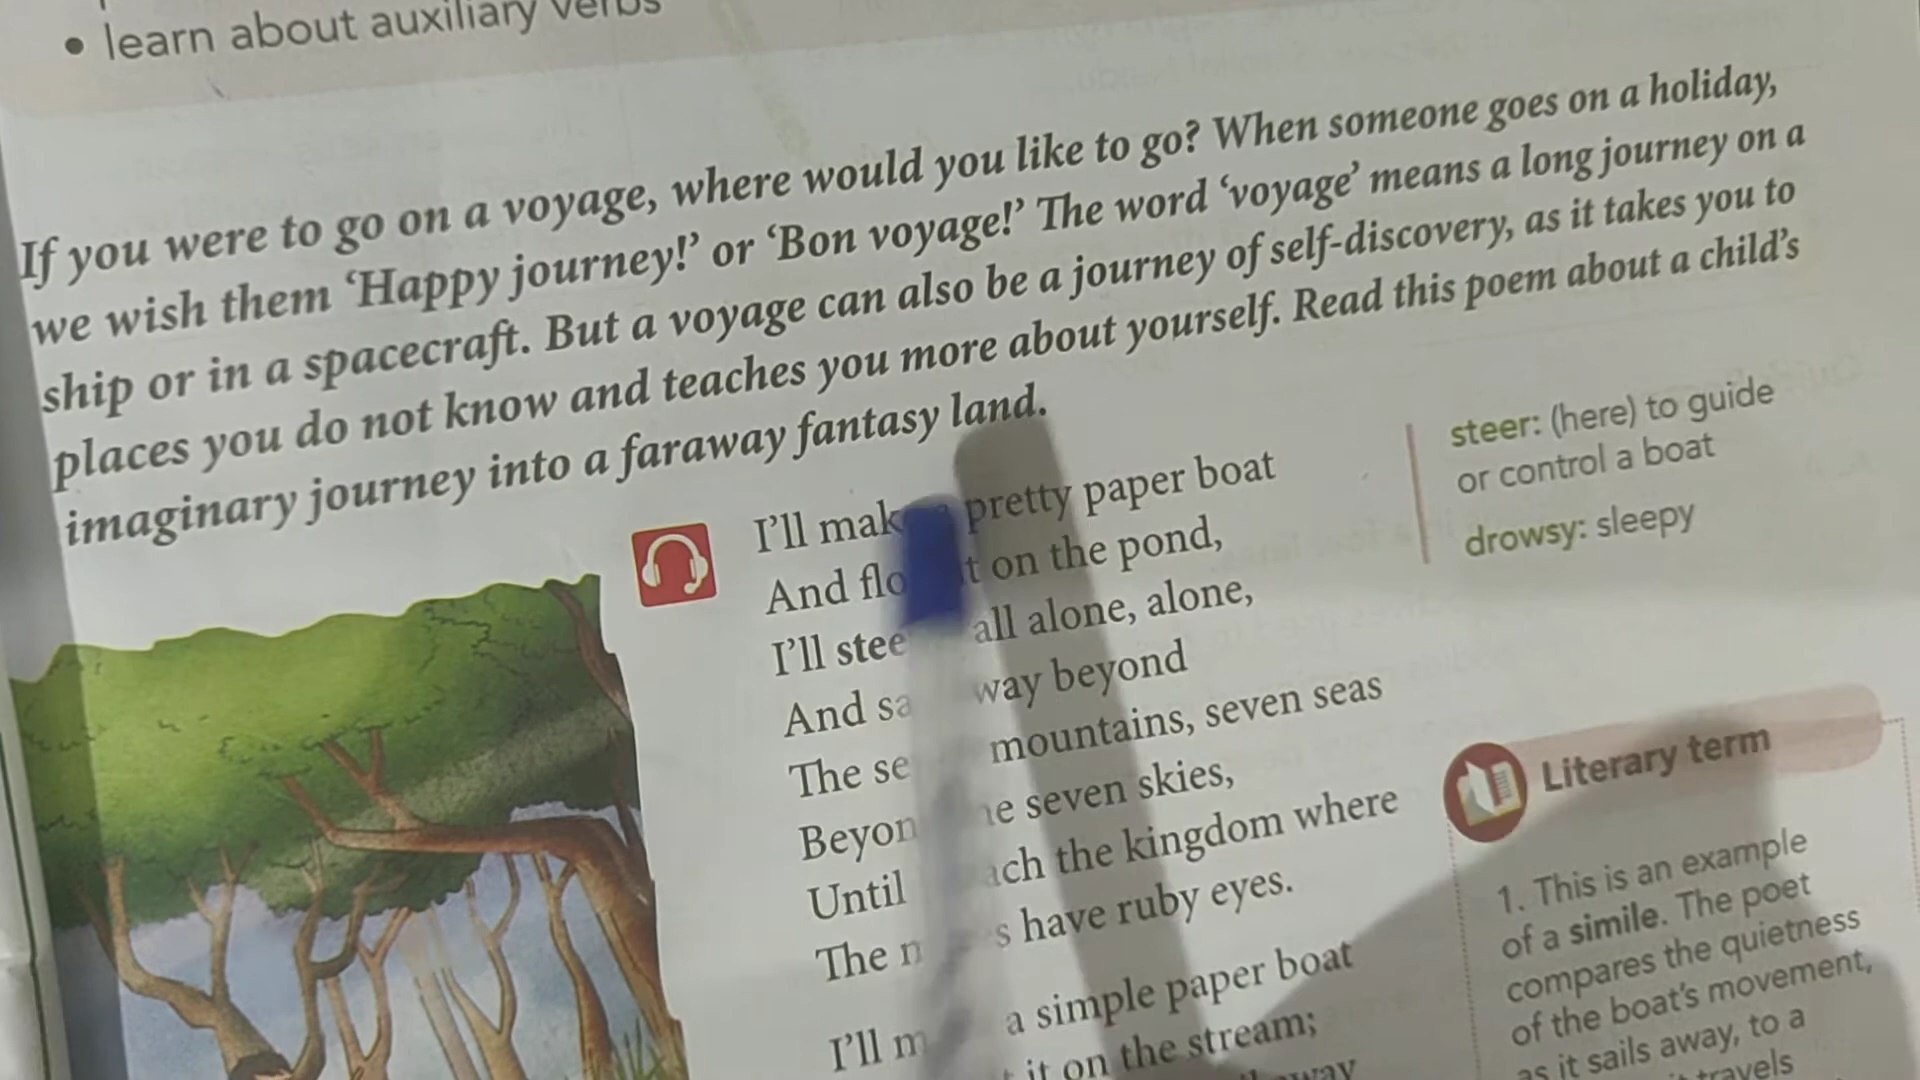 • learn about auxiliary verbs
If you were to go on a voyage, where would you like to go? When someone goes on a holiday,
we wish them ‘Happy journey!’ or ‘Bon voyage!’ The word ‘voyage’ means a long journey on a
ship or in a spacecraft. But a voyage can also be a journey of self-discovery, as it takes you to
places you do not know and teaches you more about yourself. Read this poem about a child’s
imaginary journey into a faraway fantasy land.
I’ll mak pretty paper boat
And flo t on the pond,
I’ll stee all alone, alone,
And sa way beyond
The se mountains, seven seas
Beyon e seven skies,
Until ach the kingdom where
The n s have ruby eyes.
I’ll m a simple paper boat
it on the stream;
way
steer: (here) to guide
or control a boat
drowsy: sleepy
Literary term
1. This is an example
of a simile. The poet
compares the quietness
of the boat’s movement,
as it sails away, to a
travels